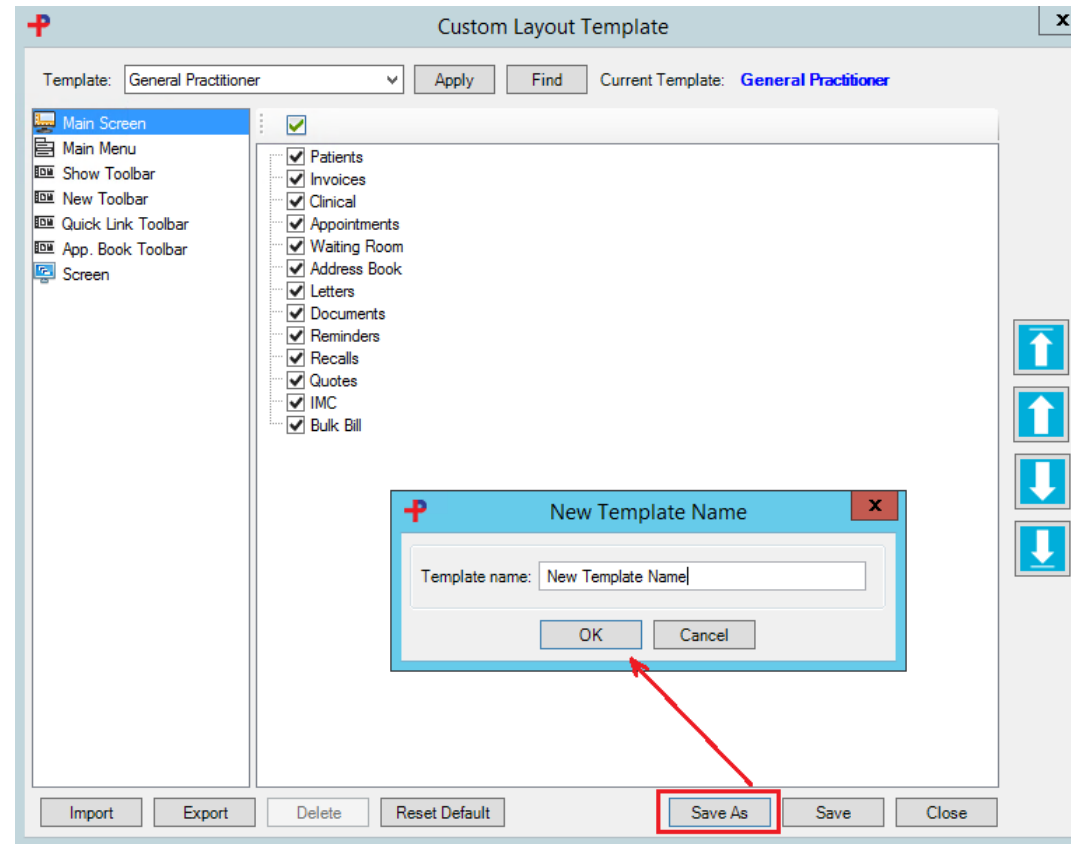 Custom Layout Template
x
Template: General Practitioner Apply Find Current Template: General Practitioner
Main Screen
Main Menu
Show Toolbar
New Toolbar
Quick Link Toolbar
App. Book Toolbar
Screen
Patients
Invoices
Clinical
Appointments
Waiting Room
Address Book
Letters
Documents
Reminders
Recalls
Quotes
IMC
Bulk Bill
New Template Name
x
Template name: New Template Name
OK Cancel
Import Export Delete Reset Default Save As Save Close